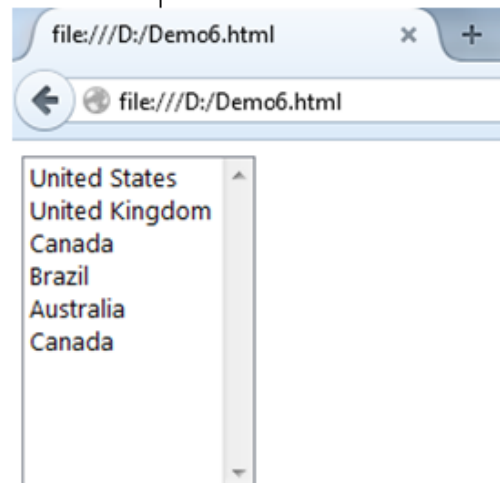 file:///D:/Demo6.html
file:///D:/Demo6.html
United States
United Kingdom
Canada
Brazil
Australia
Canada